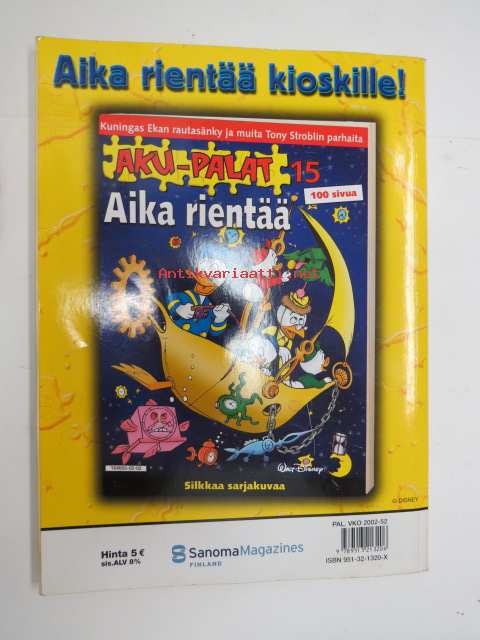 Aika rientää kioskille!
Kuningas Ekan rautasänky ja muita Tony Stroblin parhaita
AKU-PALAT 15
100 sivua
Aika rientää
Antikvariaatti.net
WALT DISNEY
Silkkaa sarjakuvaa
© DISNEY
PAL. VKO 2002-52
Hinta 5 €
sis.ALV 8%
SanomaMagazines
FINLAND
ISBN 951-32-1320-X